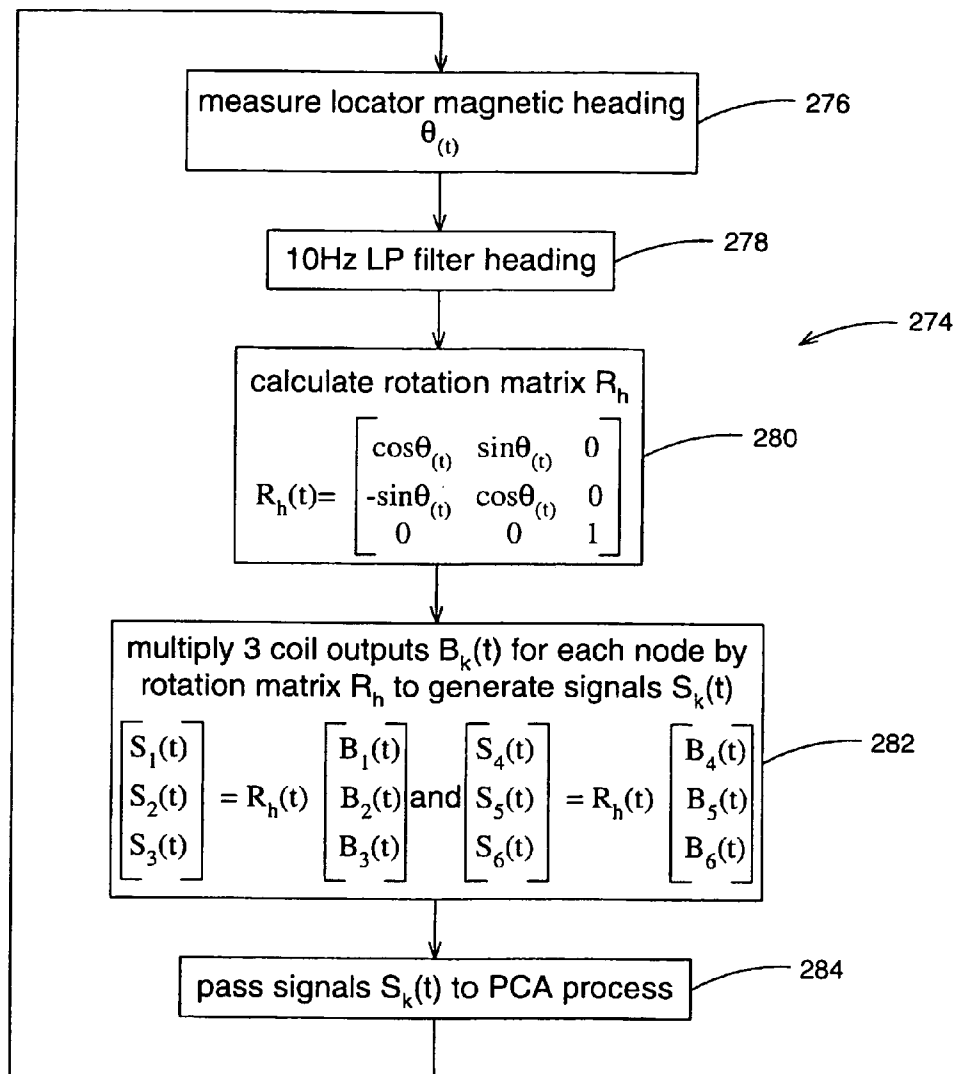 measure locator magnetic heading
θ(t)
276
10Hz LP filter heading
278
274
calculate rotation matrix Rh
Rh(t)=
cosθ(t) sinθ(t) 0
-sinθ(t) cosθ(t) 0
0 0 1
280
multiply 3 coil outputs Bk(t) for each node by
rotation matrix Rh to generate signals Sk(t)
S1(t) B1(t) S4(t) B4(t)
S2(t) = Rh(t) B2(t) and S5(t) = Rh(t) B5(t)
S3(t) B3(t) S6(t) B6(t)
282
pass signals Sk(t) to PCA process
284